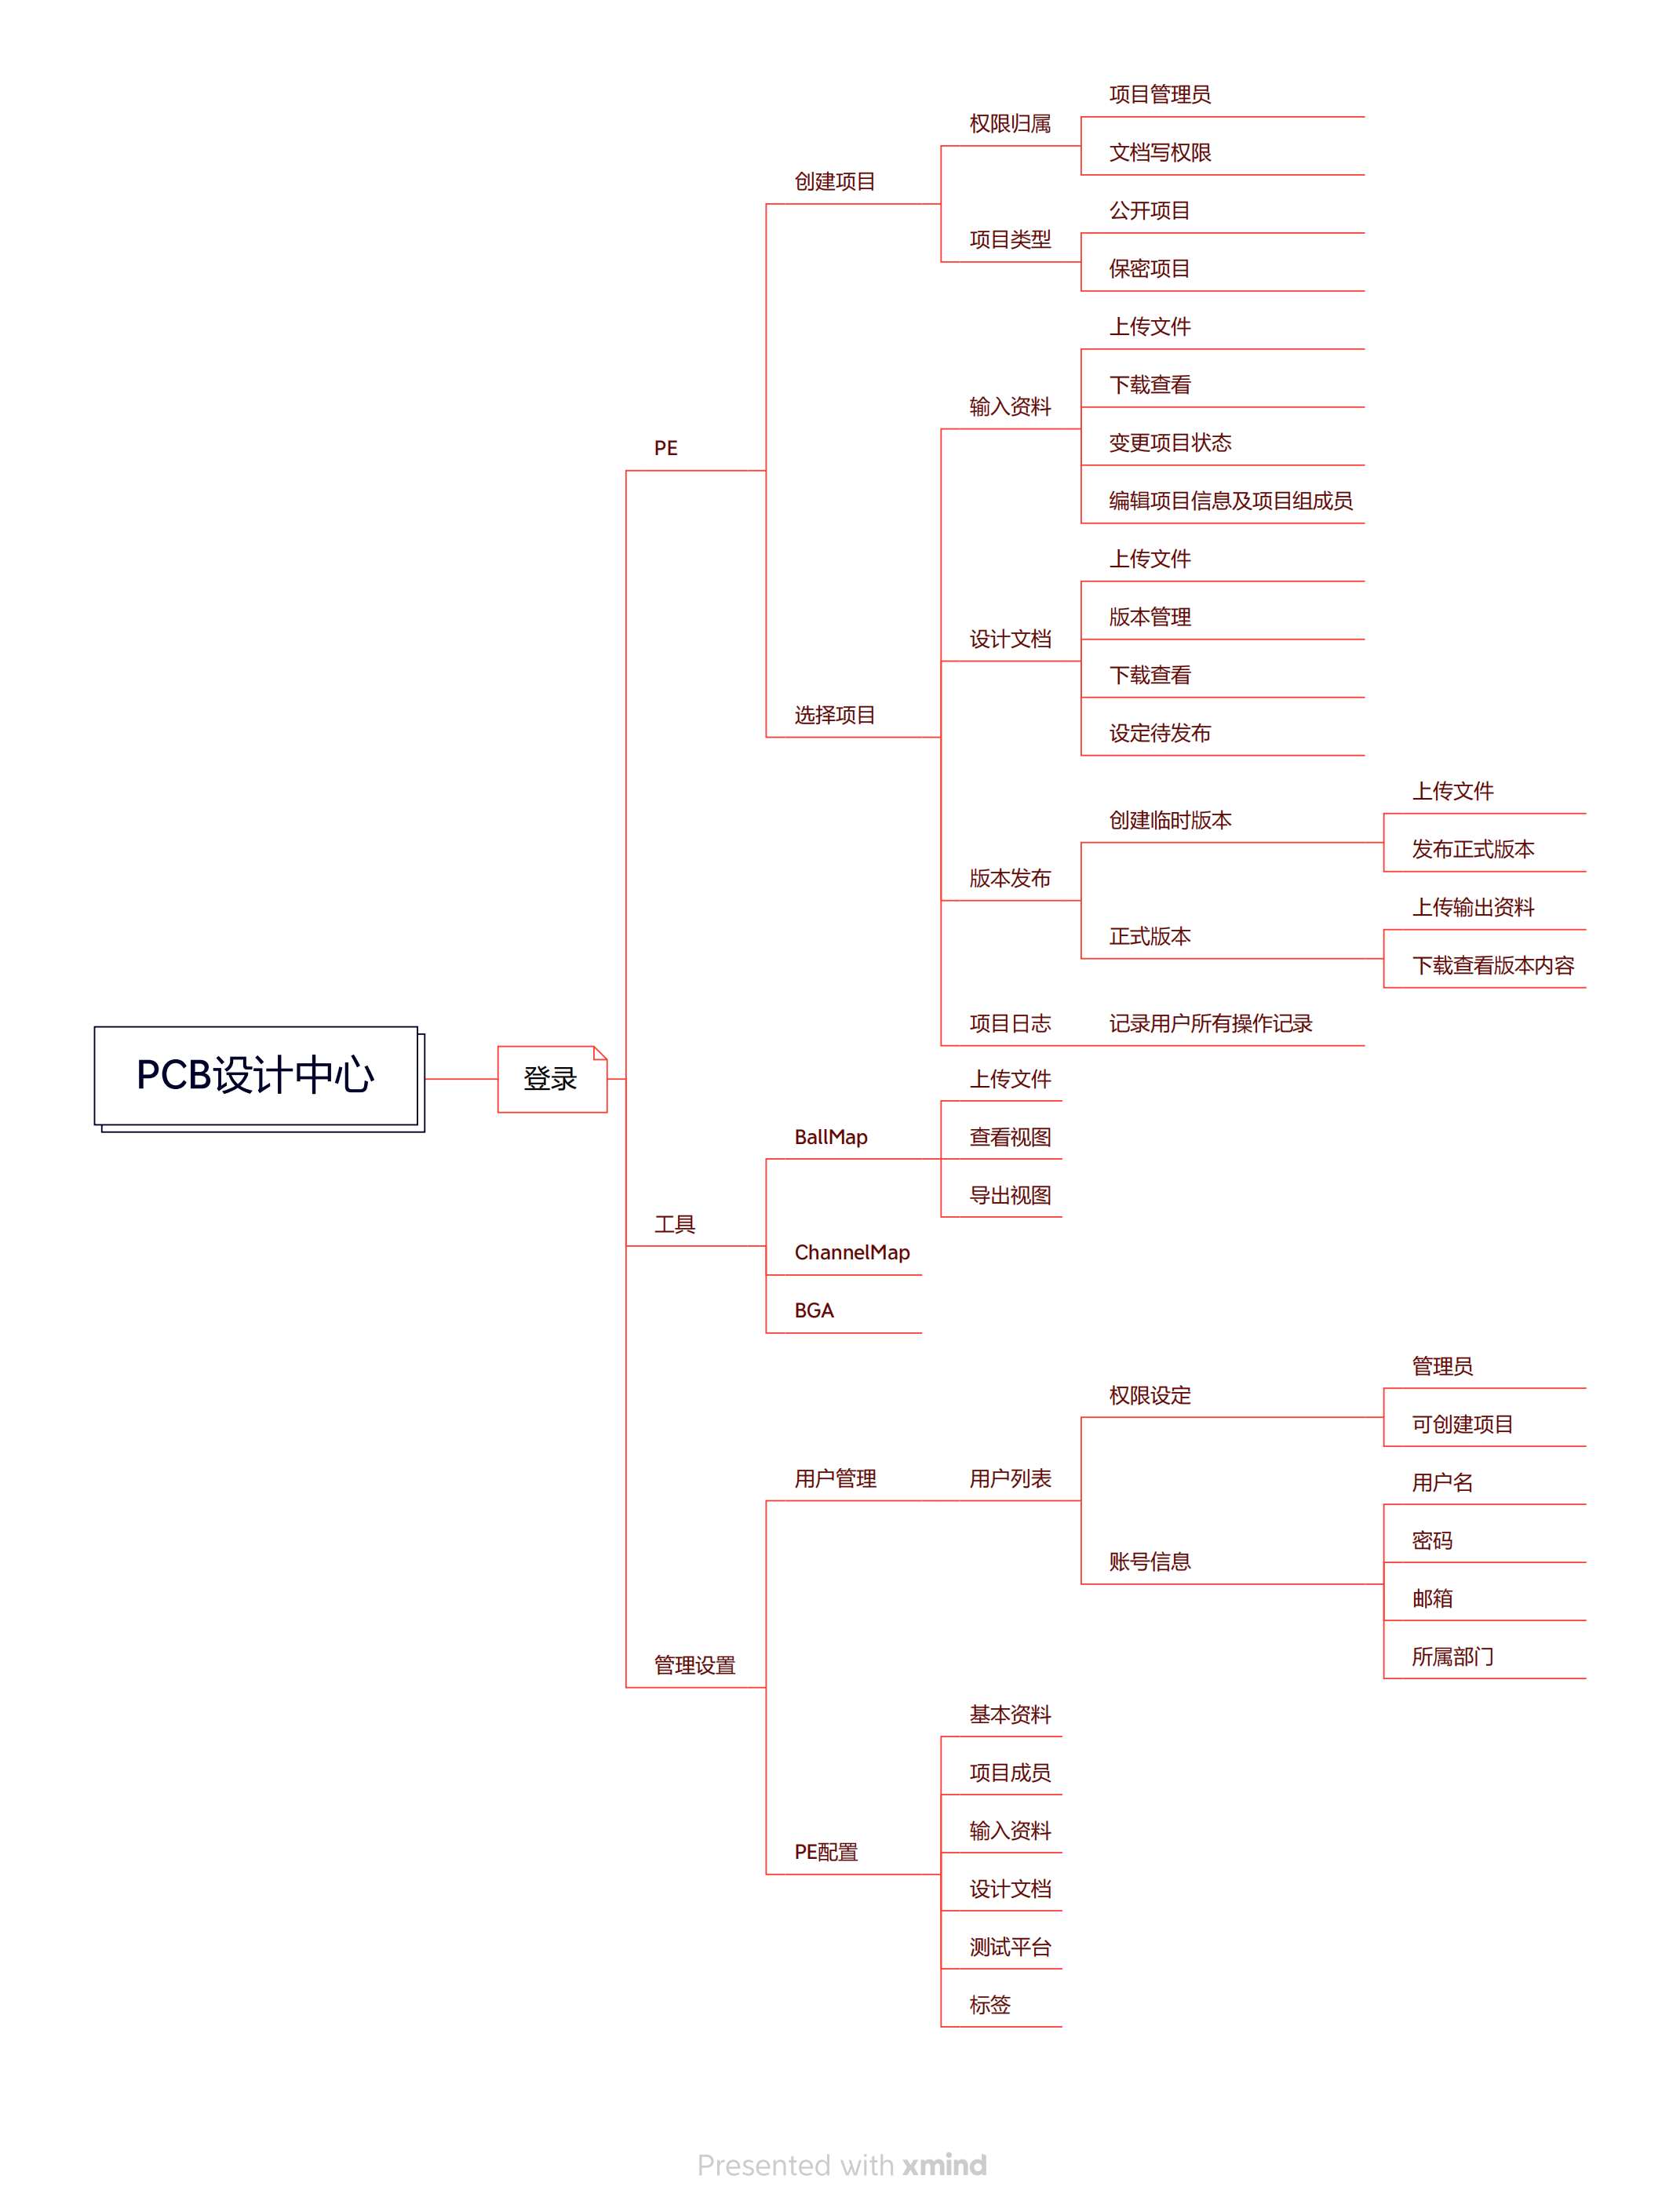 PCB设计中心
登录
PE
创建项目
权限归属
项目管理员
文档写权限
项目类型
公开项目
保密项目
选择项目
输入资料
上传文件
下载查看
变更项目状态
编辑项目信息及项目组成员
设计文档
上传文件
版本管理
下载查看
设定待发布
版本发布
创建临时版本
上传文件
发布正式版本
正式版本
上传输出资料
下载查看版本内容
项目日志
记录用户所有操作记录
工具
BallMap
上传文件
查看视图
导出视图
ChannelMap
BGA
管理设置
用户管理
用户列表
权限设定
管理员
可创建项目
账号信息
用户名
密码
邮箱
所属部门
PE配置
基本资料
项目成员
输入资料
设计文档
测试平台
标签
Presented with xmind